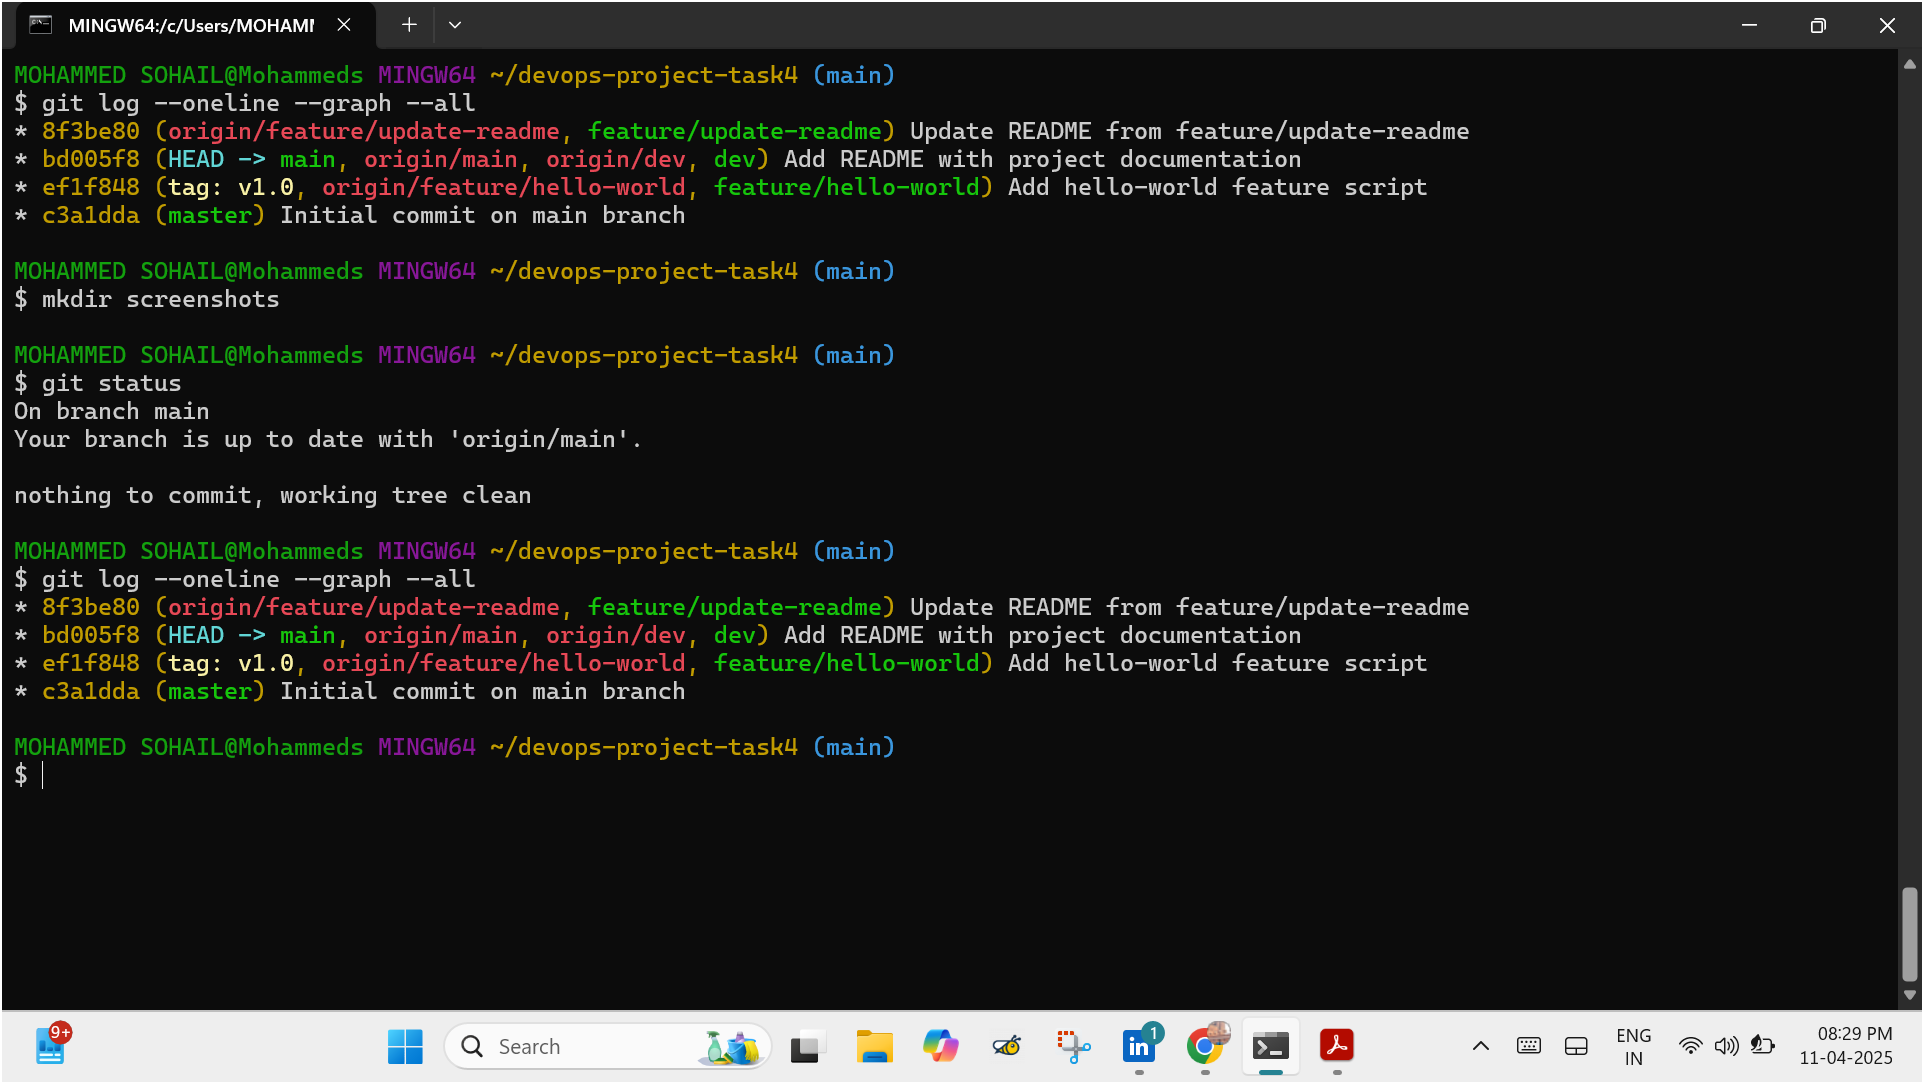 MINGW64:/c/Users/MOHAMM
MOHAMMED SOHAIL@Mohammeds MINGW64 ~/devops-project-task4 (main)
$ git log --oneline --graph --all
* 8f3be80 (origin/feature/update-readme, feature/update-readme) Update README from feature/update-readme
* bd005f8 (HEAD -> main, origin/main, origin/dev, dev) Add README with project documentation
* ef1f848 (tag: v1.0, origin/feature/hello-world, feature/hello-world) Add hello-world feature script
* c3a1dda (master) Initial commit on main branch
MOHAMMED SOHAIL@Mohammeds MINGW64 ~/devops-project-task4 (main)
$ mkdir screenshots
MOHAMMED SOHAIL@Mohammeds MINGW64 ~/devops-project-task4 (main)
$ git status
On branch main
Your branch is up to date with 'origin/main'.
nothing to commit, working tree clean
MOHAMMED SOHAIL@Mohammeds MINGW64 ~/devops-project-task4 (main)
$ git log --oneline --graph --all
* 8f3be80 (origin/feature/update-readme, feature/update-readme) Update README from feature/update-readme
* bd005f8 (HEAD -> main, origin/main, origin/dev, dev) Add README with project documentation
* ef1f848 (tag: v1.0, origin/feature/hello-world, feature/hello-world) Add hello-world feature script
* c3a1dda (master) Initial commit on main branch
MOHAMMED SOHAIL@Mohammeds MINGW64 ~/devops-project-task4 (main)
$
9+
Search
in
1
ENG
IN
08:29 PM
11-04-2025